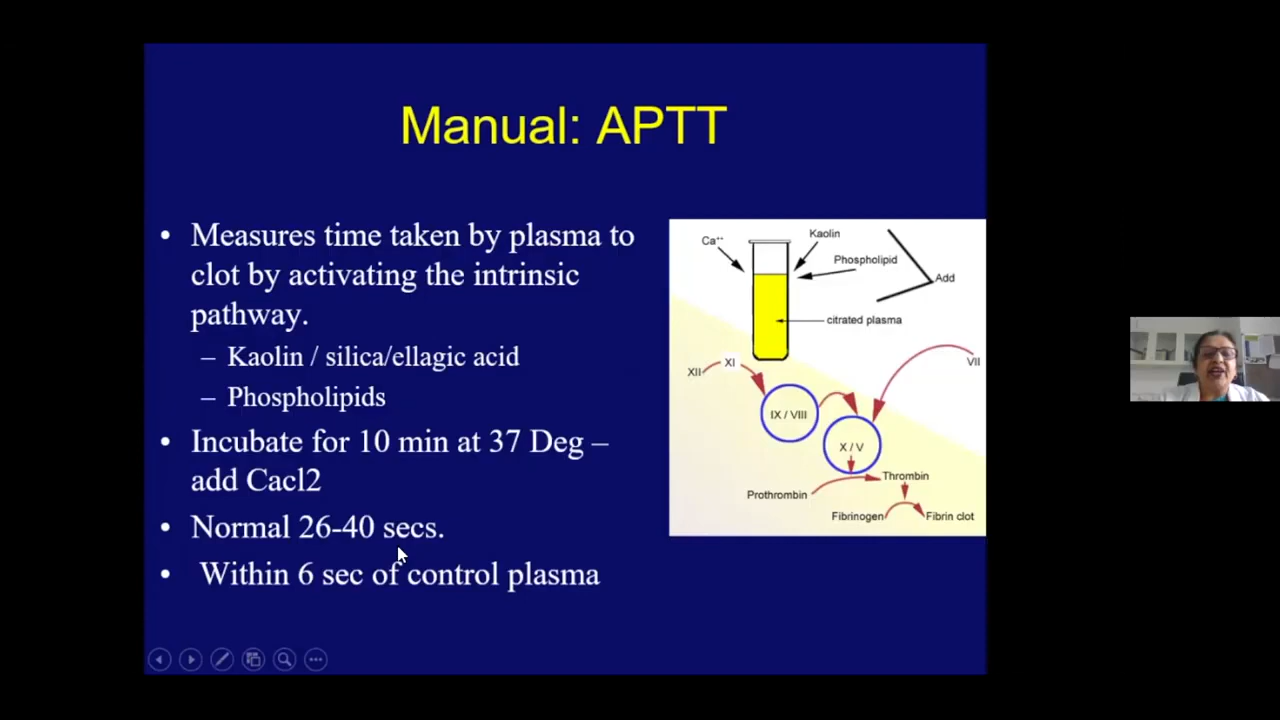 Manual: APTT
• Measures time taken by plasma to
clot by activating the intrinsic
pathway.
– Kaolin / silica/ellagic acid
– Phospholipids
• Incubate for 10 min at 37 Deg –
add Cacl2
• Normal 26-40 secs.
• Within 6 sec of control plasma
Ca++
Kaolin
Phospholipid
Add
citrated plasma
XII
XI
VII
IX / VIII
X / V
Thrombin
Prothrombin
Fibrinogen
Fibrin clot